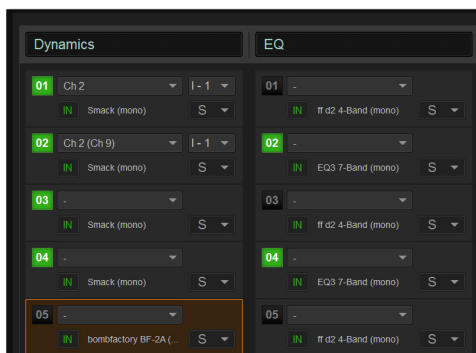 Dynamics EQ
01 Ch 2 I - 1 01 -
IN Smack (mono) S IN ff d2 4-Band (mono) S
02 Ch 2 (Ch 9) I - 1 02 -
IN Smack (mono) S IN EQ3 7-Band (mono) S
03 - 03 -
IN Smack (mono) S IN ff d2 4-Band (mono) S
04 - 04 -
IN Smack (mono) S IN EQ3 7-Band (mono) S
05 - 05 -
IN bombfactory BF-2A (... S IN ff d2 4-Band (mono) S